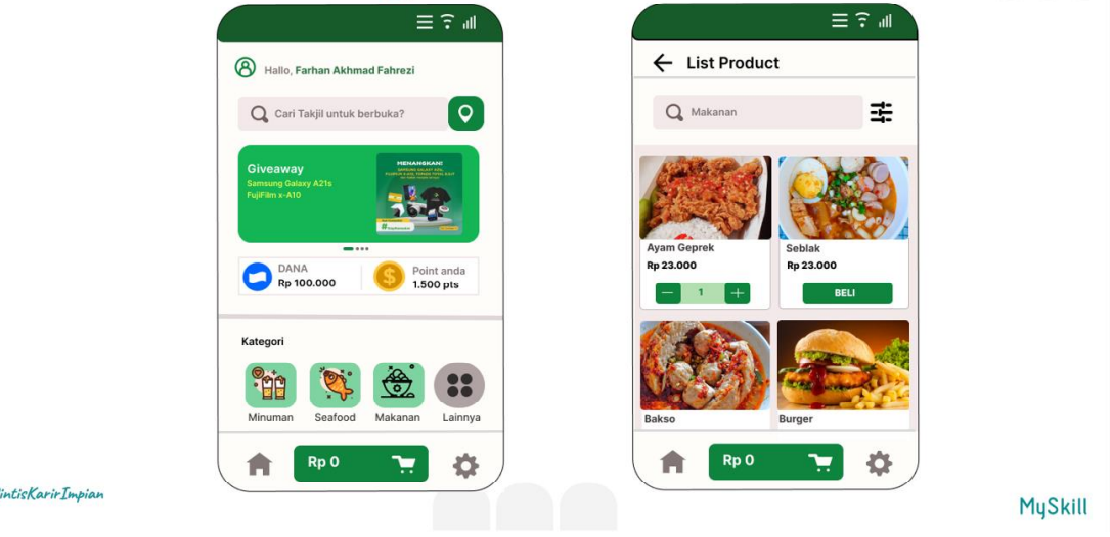 Hallo, Farhan Akhmad Fahrezi
Cari Takjil untuk berbuka?
Giveaway
Samsung Galaxy A21s
FujiFilm x-A10
MENANGKAN!
DANA
Rp 100.000
Point anda
1.500 pts
Kategori
Minuman
Seafood
Makanan
Lainnya
Rp 0
List Product
Makanan
Ayam Geprek
Rp 23.000
1
Seblak
Rp 23.000
BELI
Bakso
Burger
Rp 0
intisKarirImpian
MySkill